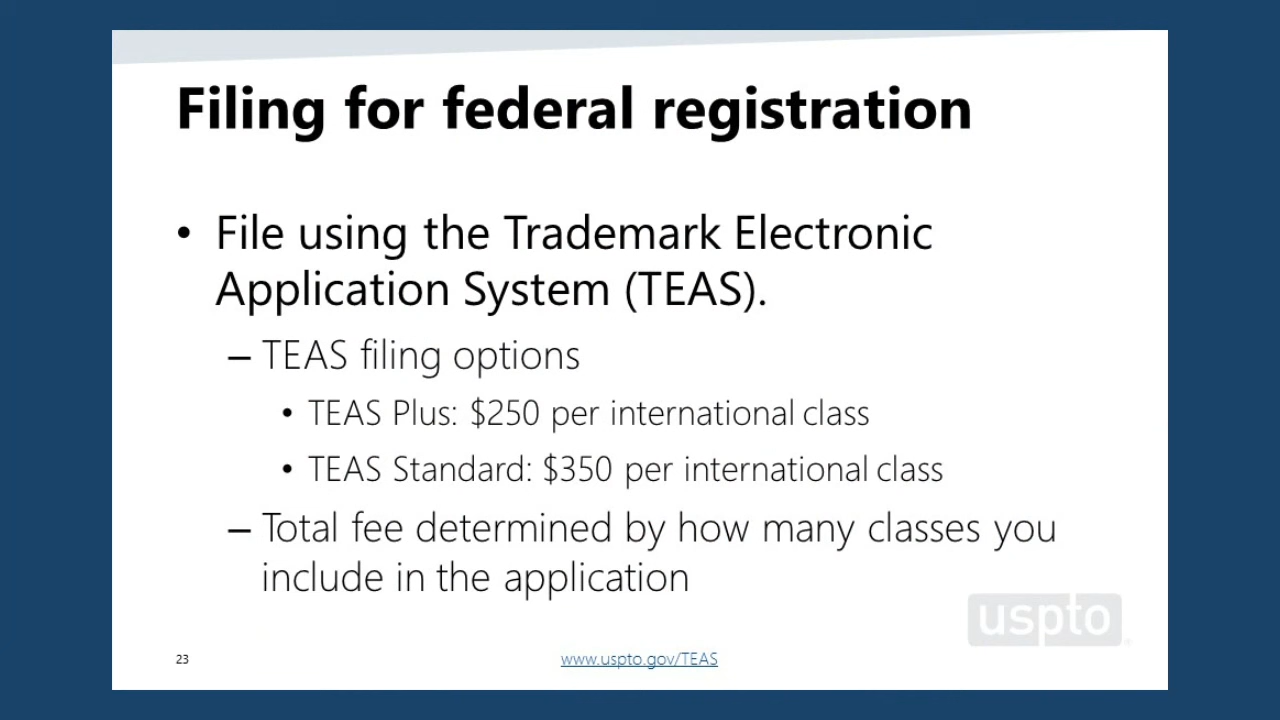 Filing for federal registration
• File using the Trademark Electronic
Application System (TEAS).
– TEAS filing options
• TEAS Plus: $250 per international class
• TEAS Standard: $350 per international class
– Total fee determined by how many classes you
include in the application
uspto
23
www.uspto.gov/TEAS